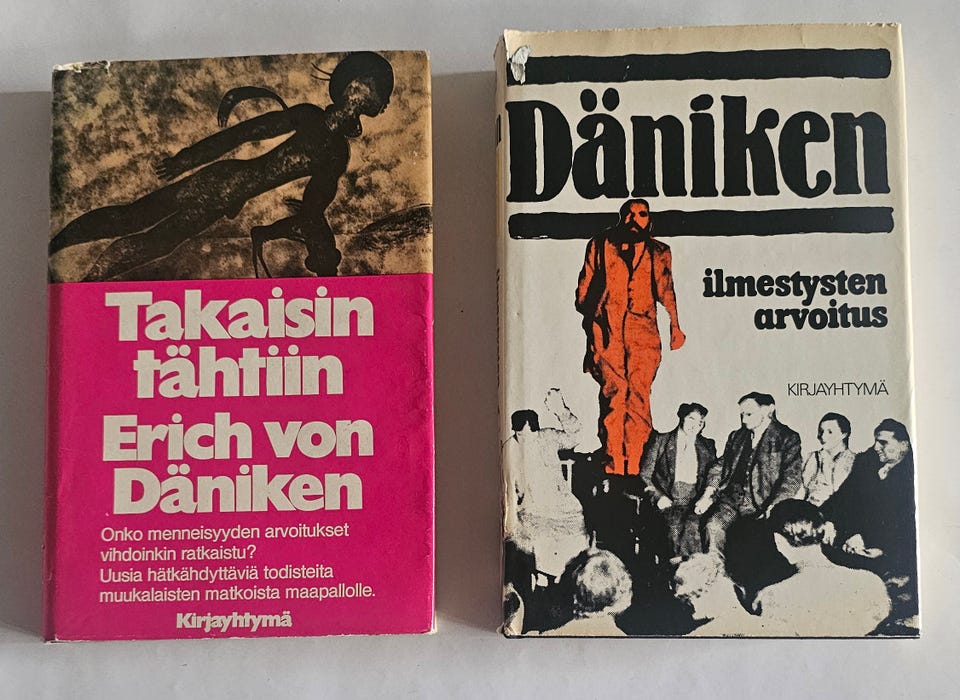 Takaisin
tähtiin
Erich von
Däniken
Onko menneisyyden arvoitukset
vihdoinkin ratkaistu?
Uusia hätkähdyttäviä todisteita
muukalaisten matkoista maapallolle.
Kirjayhtymä
Däniken
ilmestysten
arvoitus
KIRJAYHTYMÄ